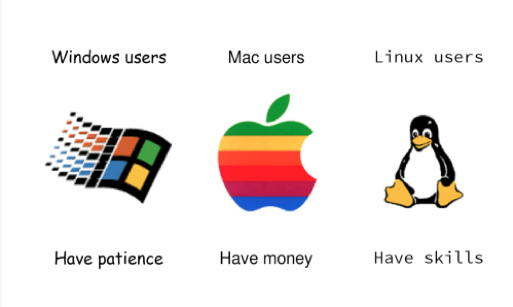 Windows users
Mac users
Linux users
Have patience
Have money
Have skills